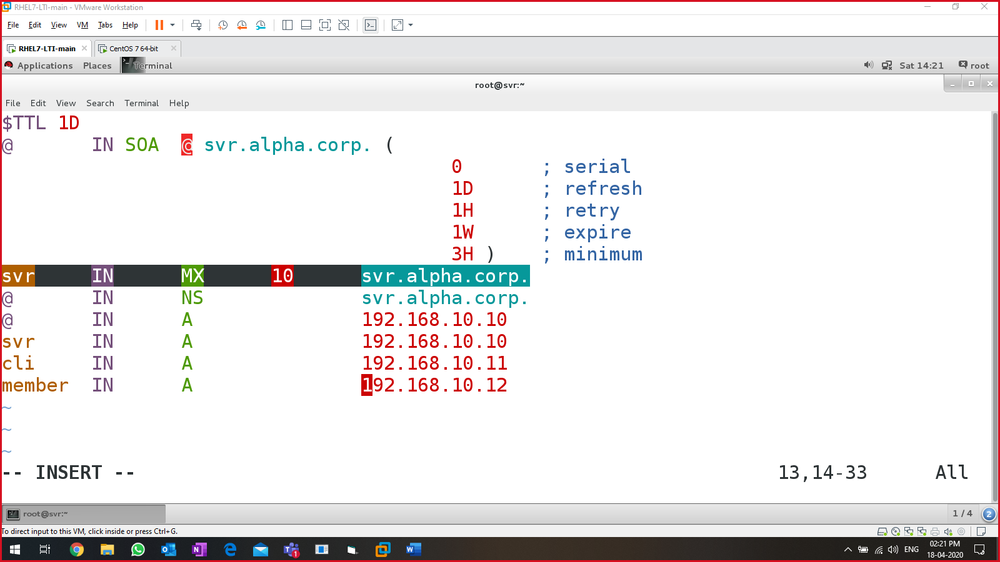 RHEL7-LTI-main - VMware Workstation
File Edit View VM Tabs Help
RHEL7-LTI-main × CentOS 7 64-bit ×
Applications Places Terminal Sat 14:21 root
root@svr:~
File Edit View Search Terminal Help
$TTL 1D
@ IN SOA @ svr.alpha.corp. (
0 ; serial
1D ; refresh
1H ; retry
1W ; expire
3H ) ; minimum
svr IN MX 10 svr.alpha.corp.
@ IN NS svr.alpha.corp.
@ IN A 192.168.10.10
svr IN A 192.168.10.10
cli IN A 192.168.10.11
member IN A 192.168.10.12
~
~
~
-- INSERT -- 13,14-33 All
root@svr:~ 1 / 4 2
To direct input to this VM, click inside or press Ctrl+G.
1 ENG 02:21 PM
18-04-2020